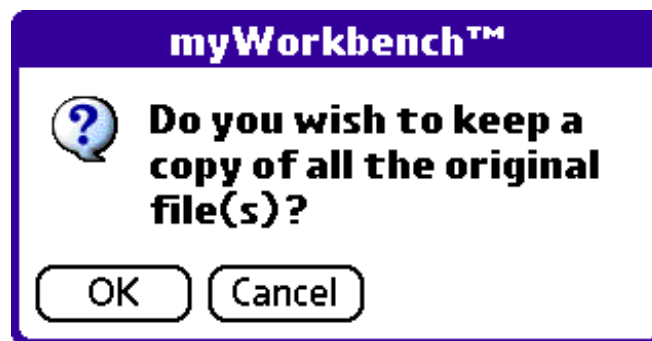 myWorkbench™
Do you wish to keep a
copy of all the original
file(s)?
OK Cancel